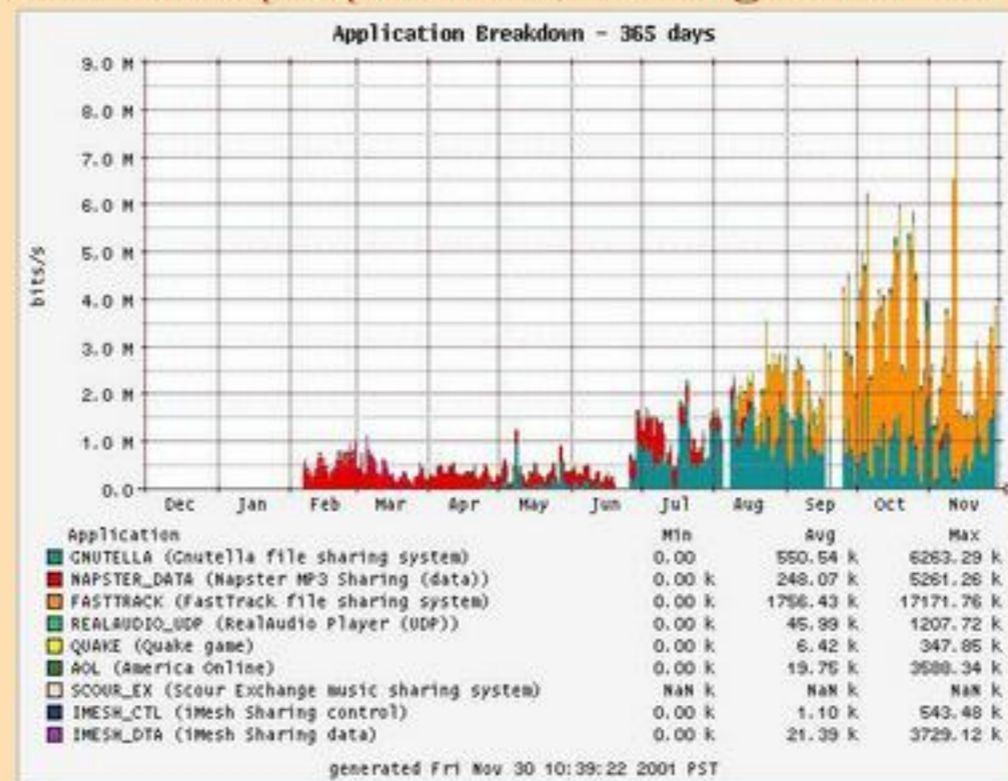 Application Breakdown - 365 days
9.0 M
8.0 M
7.0 M
6.0 M
5.0 M
4.0 M
3.0 M
2.0 M
1.0 M
0.0
bits/s
Dec Jan Feb Mar Apr May Jun Jul Aug Sep Oct Nov
Application Min Avg Max
GNUTELLA (Gnutella file sharing system) 0.00 550.54 k 6263.29 k
NAPSTER_DATA (Napster MP3 Sharing (data)) 0.00 k 248.07 k 5261.26 k
FASTTRACK (FastTrack file sharing system) 0.00 k 1756.43 k 17171.76 k
REALAUDIO_UDP (RealAudio Player (UDP)) 0.00 k 45.99 k 1207.72 k
QUAKE (Quake game) 0.00 k 6.42 k 347.85 k
AOL (America Online) 0.00 k 19.75 k 3588.34 k
SCOUR_EX (Scour Exchange music sharing system) NaN k NaN k NaN k
IMESH_CTL (iMesh Sharing control) 0.00 k 1.10 k 543.48 k
IMESH_DTA (iMesh Sharing data) 0.00 k 21.39 k 3729.12 k
generated Fri Nov 30 10:39:22 2001 PST